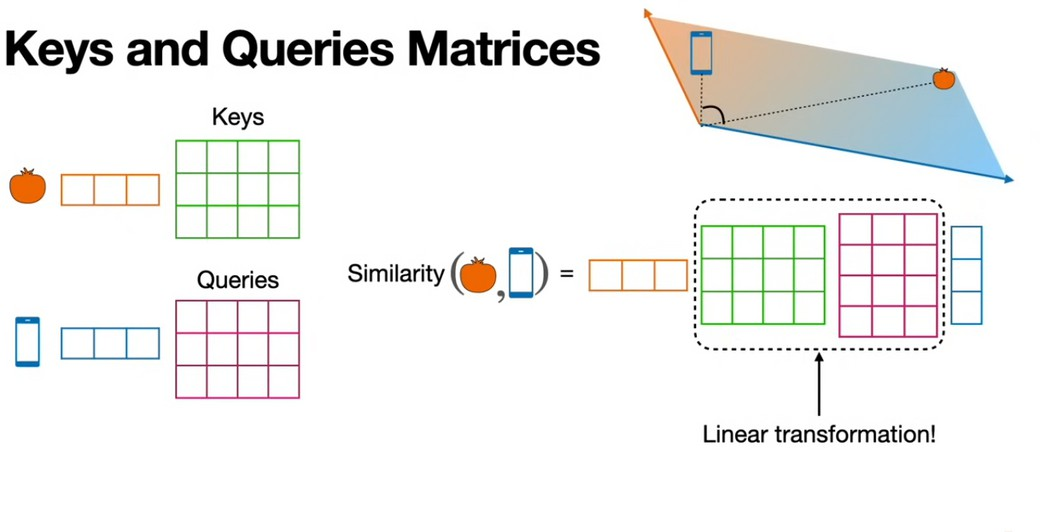 Keys and Queries Matrices
Keys
Queries
Similarity ( , ) =
Linear transformation!